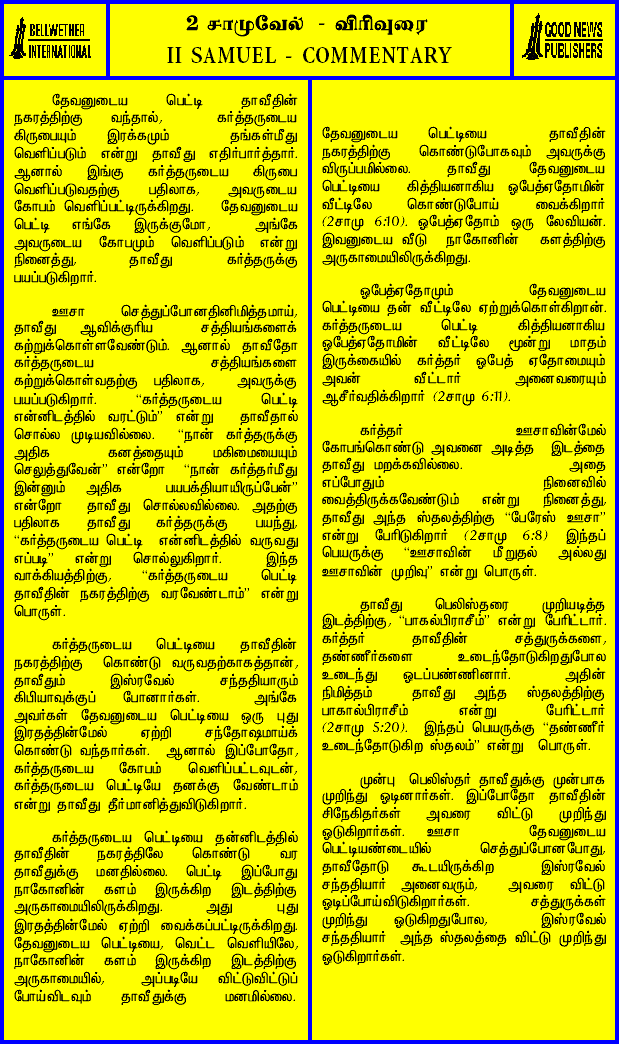 BELLWETHER
INTERNATIONAL
2 சாமுவேல் - விரிவுரை
II SAMUEL - COMMENTARY
GOOD NEWS
PUBLISHERS
தேவனுடைய பெட்டி தாவீதின்
நகரத்திற்கு வந்தால், கர்த்தருடைய
கிருபையும் இரக்கமும் தங்கள்மீது
வெளிப்படும் என்று தாவீது எதிர்பார்த்தார்.
ஆனால் இங்கு கர்த்தருடைய கிருபை
வெளிப்படுவதற்கு பதிலாக, அவருடைய
கோபம் வெளிப்பட்டிருக்கிறது. தேவனுடைய
பெட்டி எங்கே இருக்குமோ, அங்கே
அவருடைய கோபமும் வெளிப்படும் என்று
நினைத்து, தாவீது கர்த்தருக்கு
பயப்படுகிறார்.
ஊசா செத்துப்போனதினிமித்தமாய்,
தாவீது ஆவிக்குரிய சத்தியங்களைக்
கற்றுக்கொள்ளவேண்டும். ஆனால் தாவீதோ
கர்த்தருடைய சத்தியங்களை
கற்றுக்கொள்வதற்கு பதிலாக, அவருக்கு
பயப்படுகிறார். “கர்த்தருடைய பெட்டி
என்னிடத்தில் வரட்டும்” என்று தாவீதால்
சொல்ல முடியவில்லை. “நான் கர்த்தருக்கு
அதிக கனத்தையும் மகிமையையும்
செலுத்துவேன்” என்றோ “நான் கர்த்தர்மீது
இன்னும் அதிக பயபக்தியாயிருப்பேன்”
என்றோ தாவீது சொல்லவில்லை. அதற்கு
பதிலாக தாவீது கர்த்தருக்கு பயந்து,
“கர்த்தருடைய பெட்டி என்னிடத்தில் வருவது
எப்படி” என்று சொல்லுகிறார். இந்த
வாக்கியத்திற்கு, “கர்த்தருடைய பெட்டி
தாவீதின் நகரத்திற்கு வரவேண்டாம்” என்று
பொருள்.
கர்த்தருடைய பெட்டியை தாவீதின்
நகரத்திற்கு கொண்டு வருவதற்காகத்தான்,
தாவீதும் இஸ்ரவேல் சந்ததியாரும்
கிபியாவுக்குப் போனார்கள். அங்கே
அவர்கள் தேவனுடைய பெட்டியை ஒரு புது
இரதத்தின்மேல் ஏற்றி சந்தோஷமாய்க்
கொண்டு வந்தார்கள். ஆனால் இப்போதோ,
கர்த்தருடைய கோபம் வெளிப்பட்டவுடன்,
கர்த்தருடைய பெட்டியே தனக்கு வேண்டாம்
என்று தாவீது தீர்மானித்துவிடுகிறார்.
கர்த்தருடைய பெட்டியை தன்னிடத்தில்
தாவீதின் நகரத்திலே கொண்டு வர
தாவீதுக்கு மனதில்லை. பெட்டி இப்போது
நாகோனின் களம் இருக்கிற இடத்திற்கு
அருகாமையிலிருக்கிறது. அது புது
இரதத்தின்மேல் ஏற்றி வைக்கப்பட்டிருக்கிறது.
தேவனுடைய பெட்டியை, வெட்ட வெளியிலே,
நாகோனின் களம் இருக்கிற இடத்திற்கு
அருகாமையில், அப்படியே விட்டுவிட்டுப்
போய்விடவும் தாவீதுக்கு மனமில்லை.
தேவனுடைய பெட்டியை தாவீதின்
நகரத்திற்கு கொண்டுபோகவும் அவருக்கு
விருப்பமில்லை. தாவீது தேவனுடைய
பெட்டியை கித்தியனாகிய ஓபேத்ஏதோமின்
வீட்டிலே கொண்டுபோய் வைக்கிறார்
(2சாமு 6:10). ஓபேத்ஏதோம் ஒரு லேவியன்.
இவனுடைய வீடு நாகோனின் களத்திற்கு
அருகாமையிலிருக்கிறது.
ஓபேத்ஏதோமும் தேவனுடைய
பெட்டியை தன் வீட்டிலே ஏற்றுக்கொள்கிறான்.
கர்த்தருடைய பெட்டி கித்தியனாகிய
ஓபேத்ஏதோமின் வீட்டிலே மூன்று மாதம்
இருக்கையில் கர்த்தர் ஓபேத் ஏதோமையும்
அவன் வீட்டார் அனைவரையும்
ஆசீர்வதிக்கிறார் (2சாமு 6:11).
கர்த்தர் ஊசாவின்மேல்
கோபங்கொண்டு அவனை அடித்த இடத்தை
தாவீது மறக்கவில்லை. அதை
எப்போதும் நினைவில்
வைத்திருக்கவேண்டும் என்று நினைத்து,
தாவீது அந்த ஸ்தலத்திற்கு “பேரேஸ் ஊசா”
என்று பேரிடுகிறார் (2சாமு 6:8) இந்தப்
பெயருக்கு “ஊசாவின் மீறுதல் அல்லது
ஊசாவின் முறிவு” என்று பொருள்.
தாவீது பெலிஸ்தரை முறியடித்த
இடத்திற்கு, “பாகல்பிராசீம்” என்று பேரிட்டார்.
கர்த்தர் தாவீதின் சத்துருக்களை,
தண்ணீர்களை உடைந்தோடுகிறதுபோல
உடைந்து ஓடப்பண்ணினார். அதின்
நிமித்தம் தாவீது அந்த ஸ்தலத்திற்கு
பாகால்பிராசீம் என்று பேரிட்டார்
(2சாமு 5:20). இந்தப் பெயருக்கு “தண்ணீர்
உடைந்தோடுகிற ஸ்தலம்” என்று பொருள்.
முன்பு பெலிஸ்தர் தாவீதுக்கு முன்பாக
முறிந்து ஓடினார்கள். இப்போதோ தாவீதின்
சிநேகிதர்கள் அவரை விட்டு முறிந்து
ஓடுகிறார்கள். ஊசா தேவனுடைய
பெட்டியண்டையில் செத்துப்போனபோது,
தாவீதோடு கூடயிருக்கிற இஸ்ரவேல்
சந்ததியார் அனைவரும், அவரை விட்டு
ஓடிப்போய்விடுகிறார்கள். சத்துருக்கள்
முறிந்து ஓடுகிறதுபோல, இஸ்ரவேல்
சந்ததியார் அந்த ஸ்தலத்தை விட்டு முறிந்து
ஓடுகிறார்கள்.